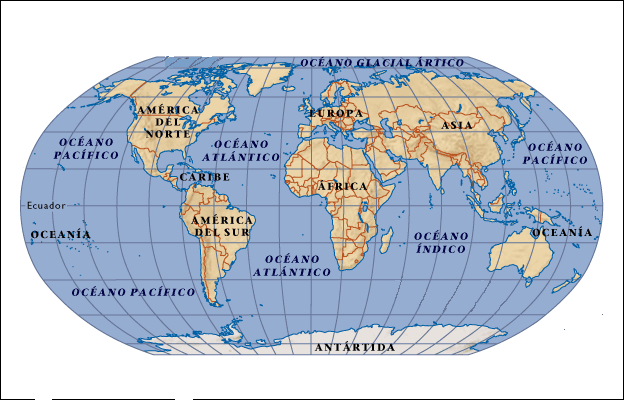 OCÉANO GLACIAL ÁRTICO
AMÉRICA
DEL
NORTE
EUROPA
ASIA
OCÉANO
PACÍFICO
OCÉANO
ATLÁNTICO
OCÉANO
PACÍFICO
CARIBE
ÁFRICA
Ecuador
AMÉRICA
DEL SUR
OCEANÍA
OCÉANO
ÍNDICO
OCEANÍA
OCÉANO
ATLÁNTICO
OCÉANO PACÍFICO
ANTÁRTIDA